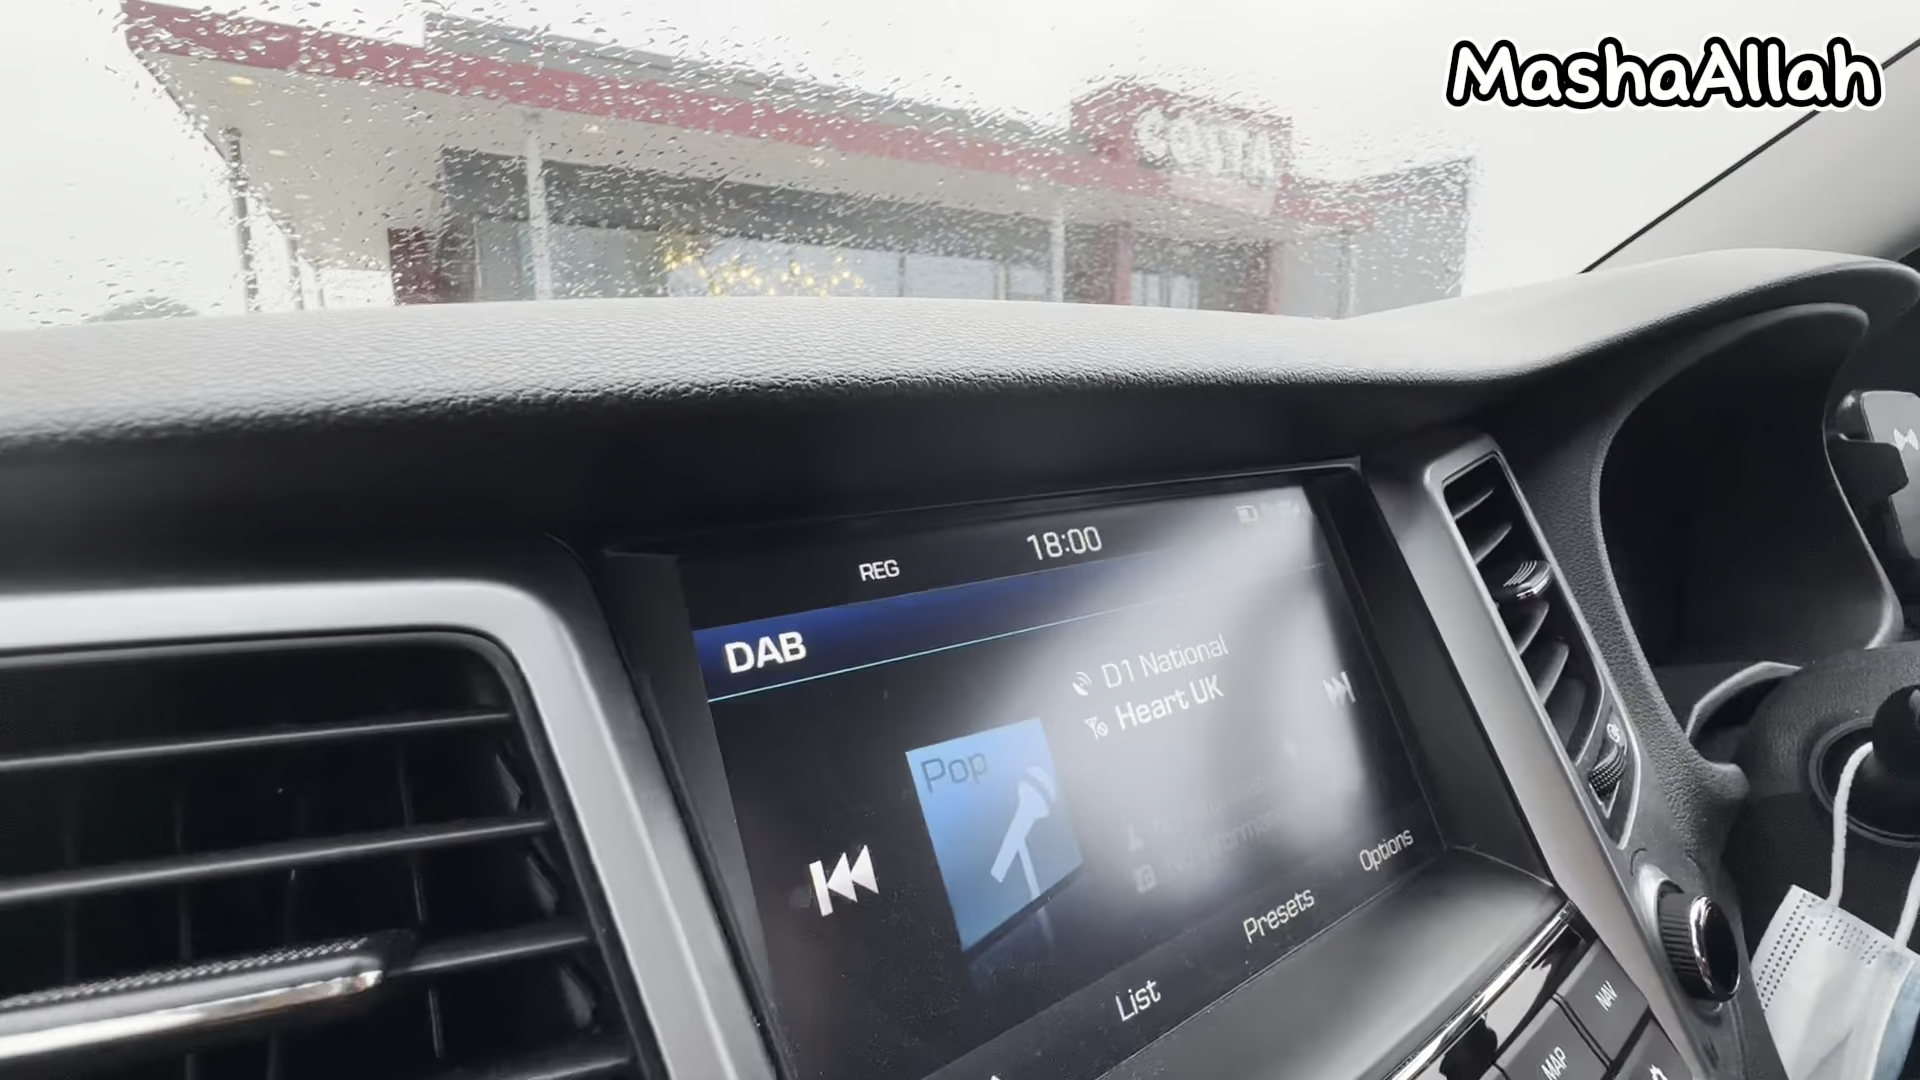 MashaAllah
COSTA
REG
18:00
DAB
D1 National
Heart UK
Pop
Options
Presets
List
NAV
MAP